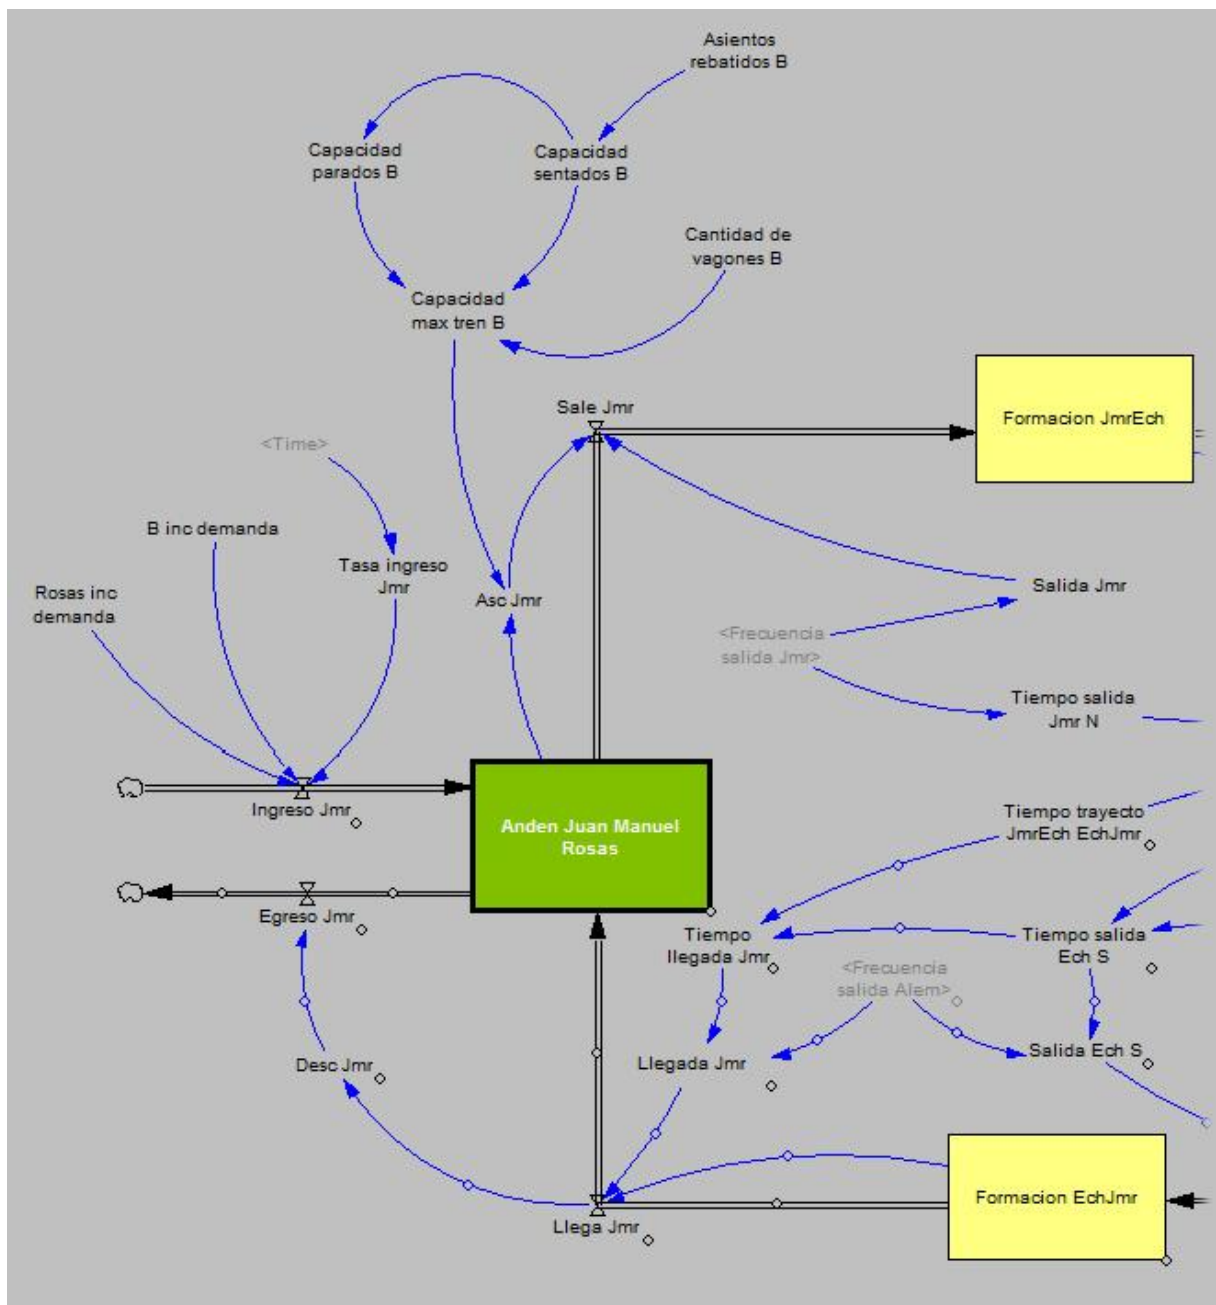 Asientos
rebatidos B
Capacidad
parados B
Capacidad
sentados B
Cantidad de
vagones B
Capacidad
max tren B
Sale Jmr
Formacion JmrEch
<Time>
B inc demanda
Tasa ingreso
Jmr
Rosas inc
demanda
Asc Jmr
Salida Jmr
<Frecuencia
salida Jmr>
Tiempo salida
Jmr N
Ingreso Jmr
Anden Juan Manuel
Rosas
Tiempo trayecto
JmrEch EchJmr
Egreso Jmr
Tiempo
llegada Jmr
Tiempo salida
Ech S
<Frecuencia
salida Alem>
Desc Jmr
Llegada Jmr
Salida Ech S
Formacion EchJmr
Llega Jmr